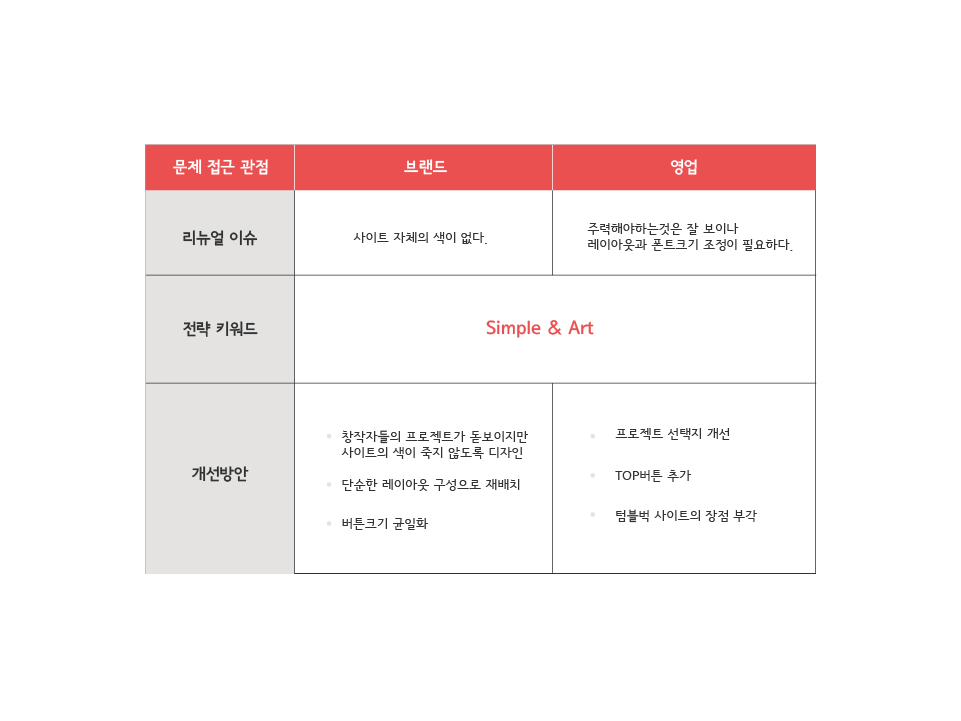 문제 접근 관점 브랜드 영업
리뉴얼 이슈
사이트 자체의 색이 없다.
주력해야하는것은 잘 보이나
레이아웃과 폰트크기 조정이 필요하다.
전략 키워드
Simple & Art
개선방안
창작자들의 프로젝트가 돋보이지만
사이트의 색이 죽지 않도록 디자인
단순한 레이아웃 구성으로 재배치
버튼크기 균일화
프로젝트 선택지 개선
TOP버튼 추가
텀블벅 사이트의 장점 부각